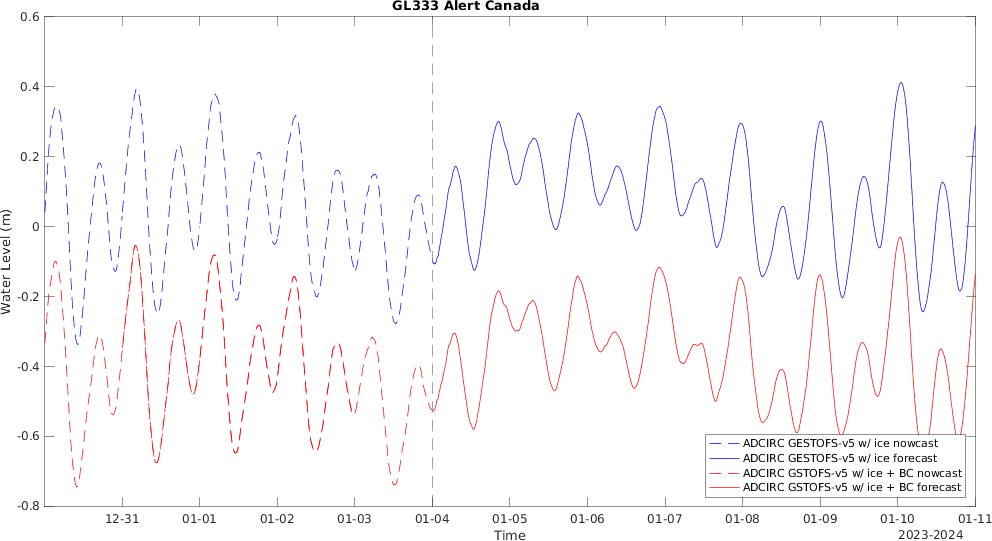 GL333 Alert Canada
0.6
0.4
0.2
0
-0.2
-0.4
-0.6
-0.8
Water Level (m)
ADCIRC GESTOFS-v5 w/ ice nowcast
ADCIRC GESTOFS-v5 w/ ice forecast
ADCIRC GSTOFS-v5 w/ ice + BC nowcast
ADCIRC GSTOFS-v5 w/ ice + BC forecast
12-31 01-01 01-02 01-03 01-04 01-05 01-06 01-07 01-08 01-09 01-10 01-11
Time
2023-2024